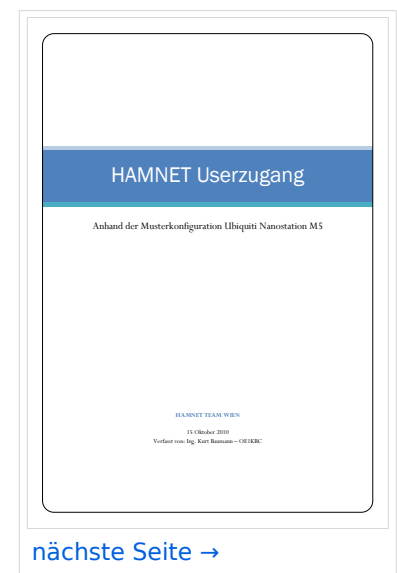 HAMNET Userzugang
Anhand der Musterkonfiguration Ubiquiti Nanostation M5
HAMNET TEAM WIEN
15 Oktober 2010
Verfasst von: Ing. Kurt Baumann – OE1KBC
nächste Seite →